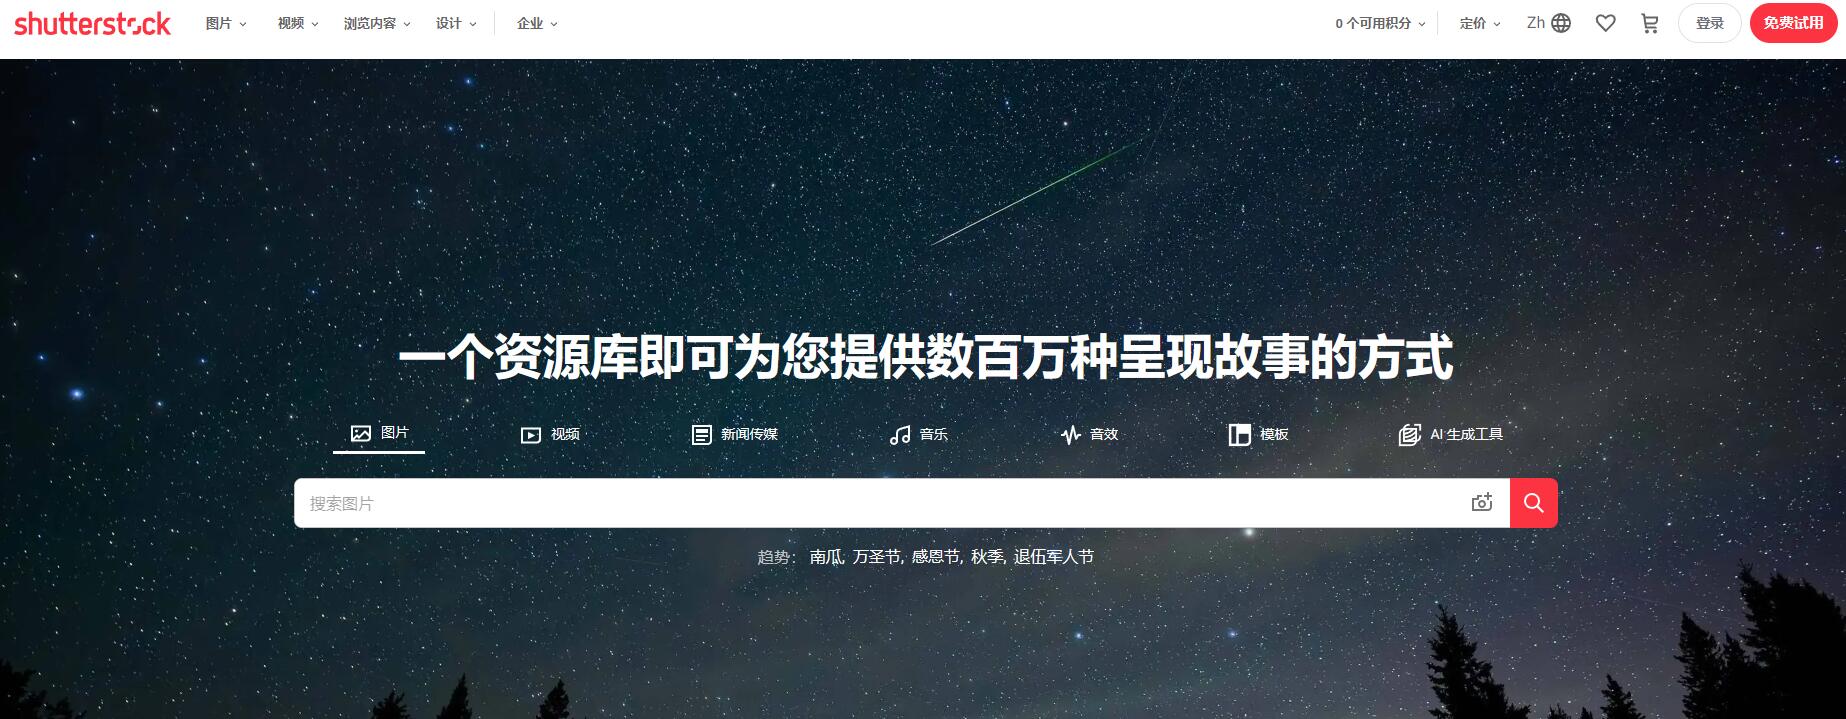 shutterstock 图片 视频 浏览内容 设计 企业 0 个可用积分 定价 Zh 登录 免费试用
一个资源库即可为您提供数百万种呈现故事的方式
图片 视频 新闻传媒 音乐 音效 模板 AI 生成工具
搜索图片
趋势： 南瓜, 万圣节, 感恩节, 秋季, 退伍军人节